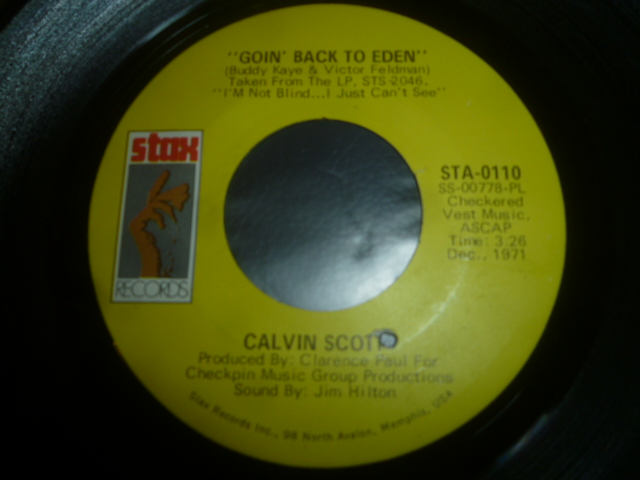 "GOIN' BACK TO EDEN"
(Buddy Kaye & Victor Feldman)
Taken From The LP, STS-2046,
"I'M Not Blind...I Just Can't See"
stax
RECORDS
STA-0110
SS-00778-PL
Checkered
Vest Music,
ASCAP
Time: 3:26
Dec., 1971
CALVIN SCOTT
Produced By: Clarence Paul For
Checkpin Music Group Productions
Sound By: Jim Hilton
Stax Records Inc., 98 North Avalon, Memphis, USA